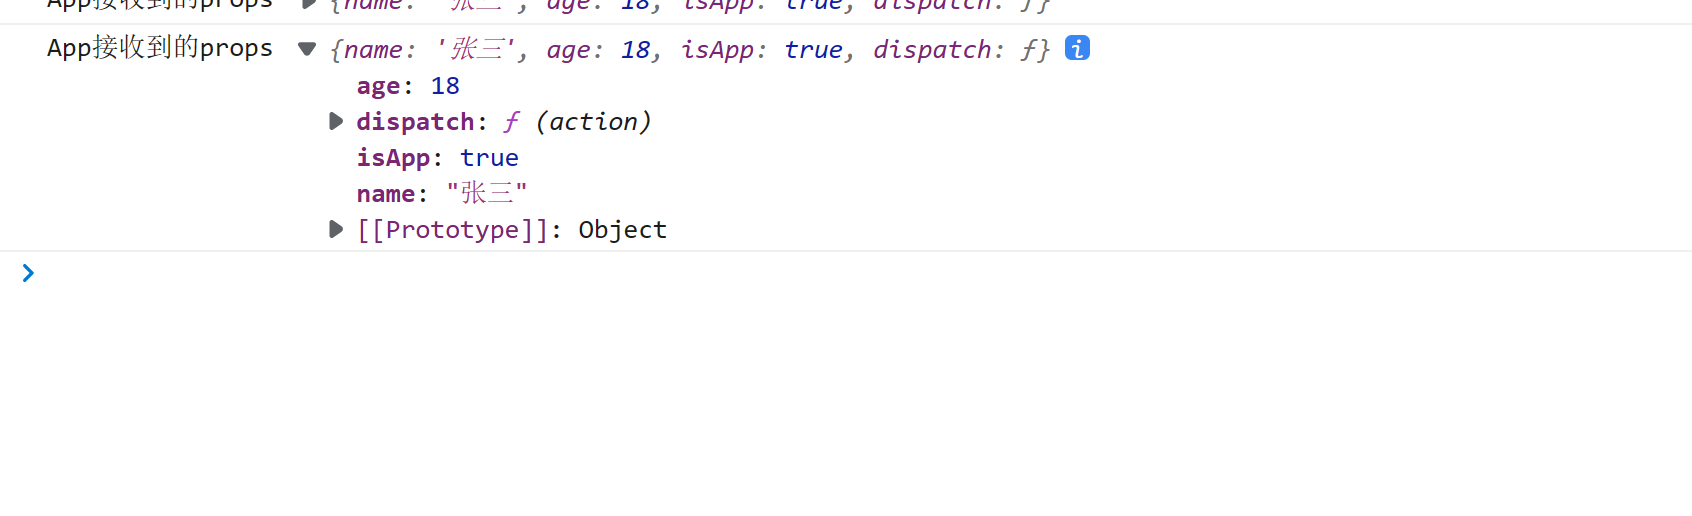 App接收到的props {name: '张三', age: 18, isApp: true, dispatch: ƒ}
App接收到的props {name: '张三', age: 18, isApp: true, dispatch: ƒ} i
age: 18
dispatch: ƒ (action)
isApp: true
name: "张三"
[[Prototype]]: Object